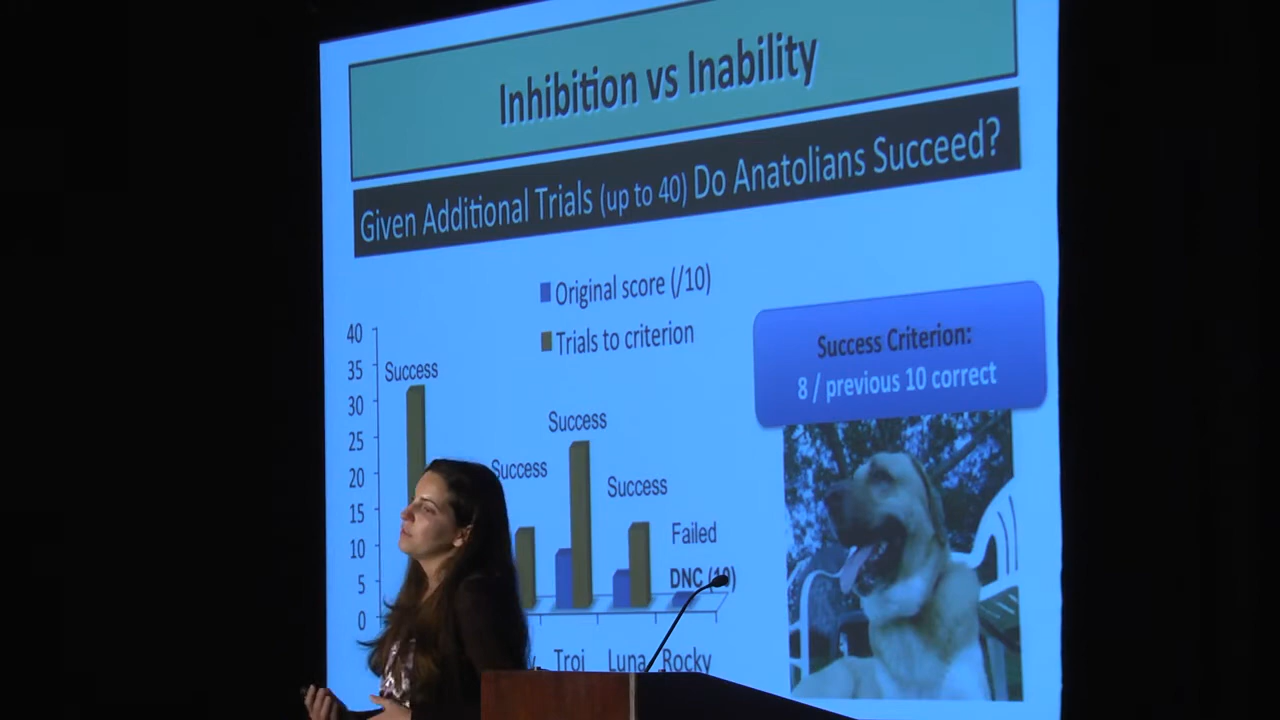 Inhibition vs Inability
Given Additional Trials (up to 40) Do Anatolians Succeed?
Original score (/10)
Trials to criterion
40
35
30
25
20
15
10
5
0
Success
Success
Success
Success
Failed
DNC (10)
Troi
Luna
Rocky
Success Criterion:
8 / previous 10 correct